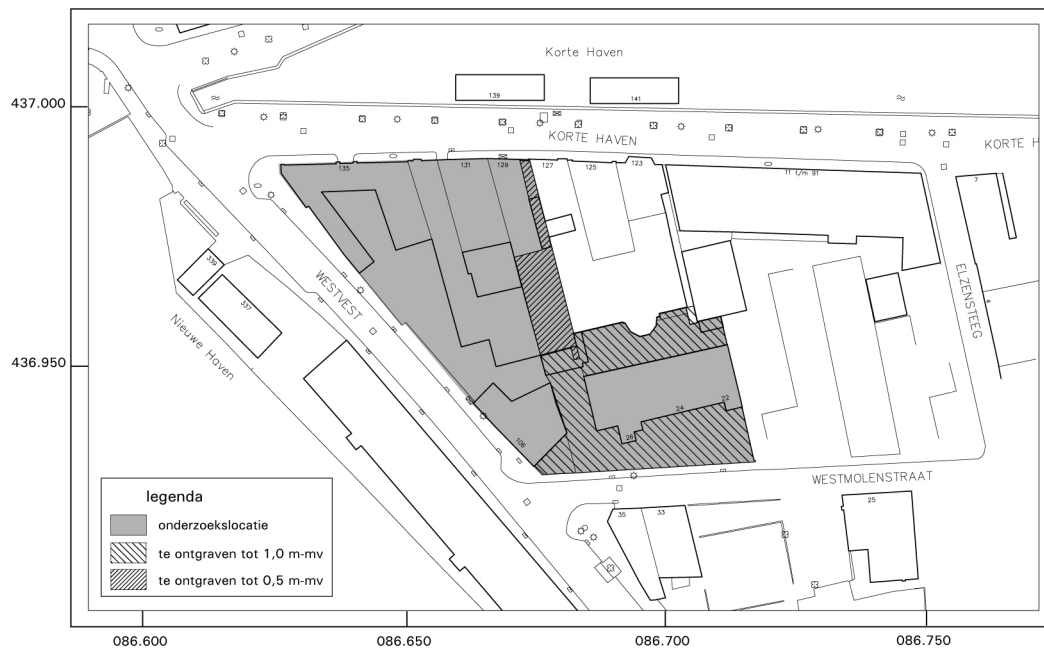 Korte Haven
139
141
437.000
KORTE HAVEN
KORTE H
135
131
129
127
125
123
11 t/m 91
7
339
337
WESTVEST
ELZENSTEEG
4
Nieuwe Haven
436.950
22
24
26
106
WESTMOLENSTRAAT
25
35
33
legenda
onderzoekslocatie
te ontgraven tot 1,0 m-mv
te ontgraven tot 0,5 m-mv
086.600
086.650
086.700
086.750